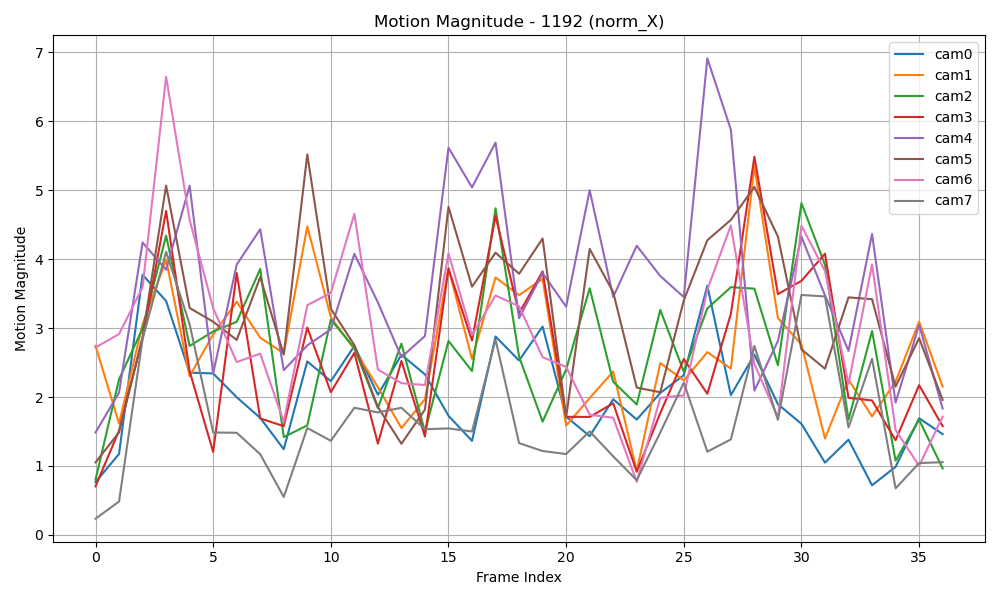 Motion Magnitude - 1192 (norm_X)
Motion Magnitude
7
6
5
4
3
2
1
0
cam0
cam1
cam2
cam3
cam4
cam5
cam6
cam7
0 5 10 15 20 25 30 35
Frame Index